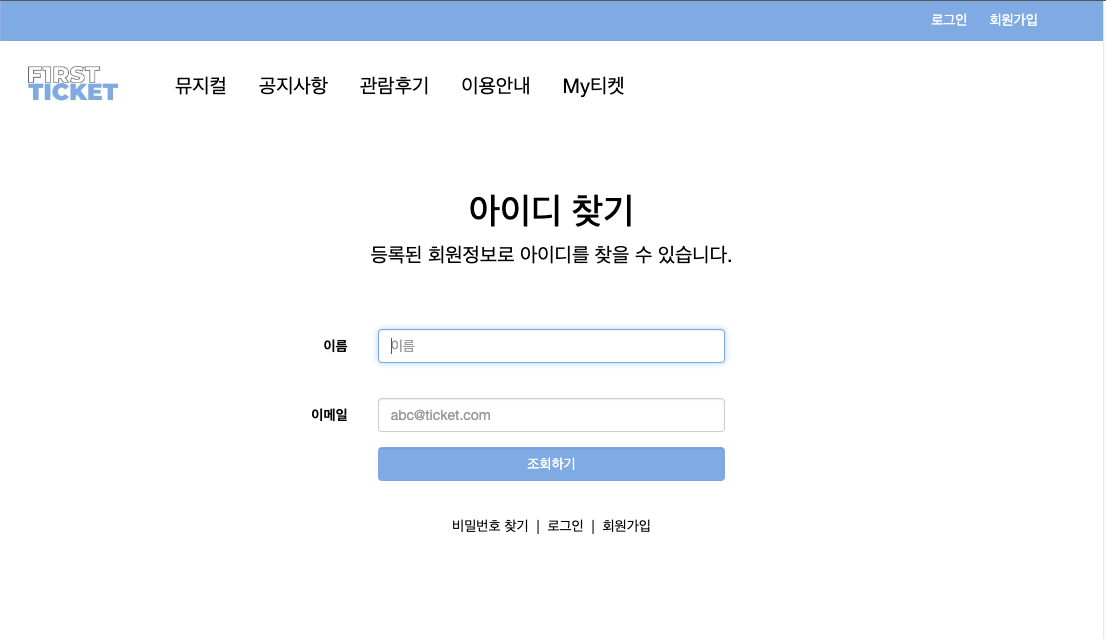 로그인 회원가입
F1RST
TICKET
뮤지컬 공지사항 관람후기 이용안내 My티켓
아이디 찾기
등록된 회원정보로 아이디를 찾을 수 있습니다.
이름 이름
이메일 abc@ticket.com
조회하기
비밀번호 찾기 | 로그인 | 회원가입